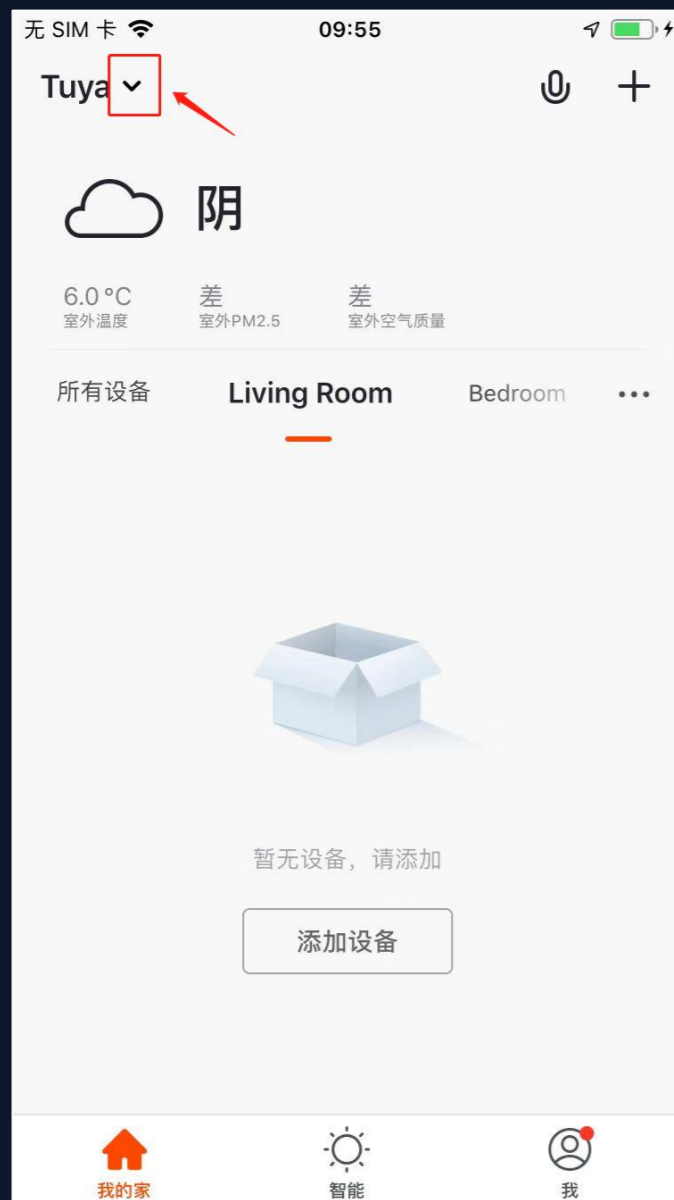 无 SIM 卡 09:55
Tuya
阴
6.0 °C 差 差
室外温度 室外PM2.5 室外空气质量
所有设备 Living Room Bedroom
暂无设备，请添加
添加设备
我的家 智能 我